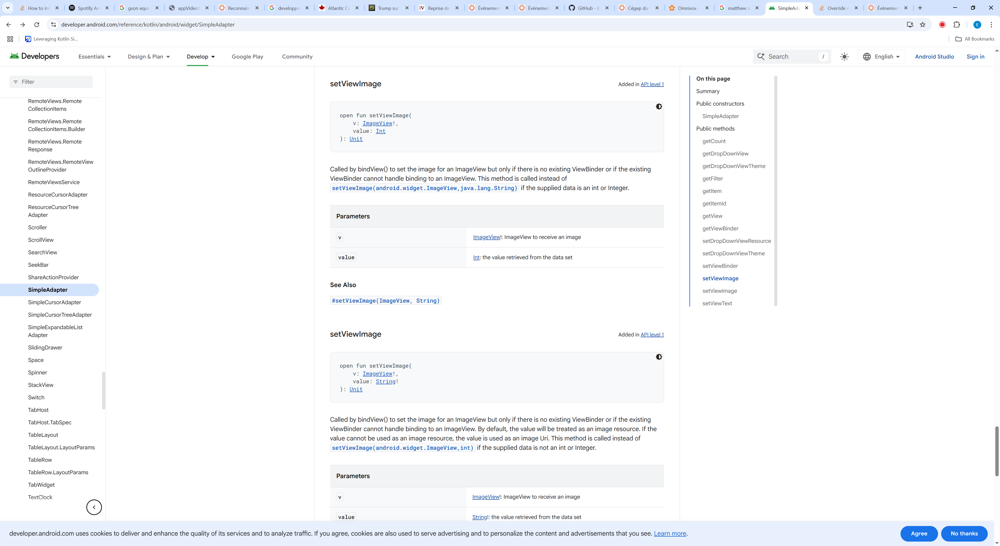 How to ini
Spotify An
gson equiv
appVideot
Reconnais
developpe
Atlantic Ca
Trump sur
Reprise de
Événement
Événement
GitHub - b
Cégep du V
Omnivox -
matthew a
SimpleAda
Override m
Événemen
developer.android.com/reference/kotlin/android/widget/SimpleAdapter
E
Leveraging Kotlin Si...
All Bookmarks
Developers
Essentials
Design & Plan
Develop
Google Play
Community
Search
/
English
Android Studio
Sign in
Filter
RemoteViews.Remote
CollectionItems
RemoteViews.Remote
CollectionItems.Builder
RemoteViews.Remote
Response
RemoteViews.RemoteView
OutlineProvider
RemoteViewsService
ResourceCursorAdapter
ResourceCursorTree
Adapter
Scroller
ScrollView
SearchView
SeekBar
ShareActionProvider
SimpleAdapter
SimpleCursorAdapter
SimpleCursorTreeAdapter
SimpleExpandableList
Adapter
SlidingDrawer
Space
Spinner
StackView
Switch
TabHost
TabHost.TabSpec
TableLayout
TableLayout.LayoutParams
TableRow
TableRow.LayoutParams
TabWidget
TextClock
setViewImage
Added in API level 1
open fun setViewImage(
v: ImageView!,
value: Int
): Unit
Called by bindView() to set the image for an ImageView but only if there is no existing ViewBinder or if the existing
ViewBinder cannot handle binding to an ImageView. This method is called instead of
setViewImage(android.widget.ImageView,java.lang.String) if the supplied data is an int or Integer.
Parameters
v
ImageView!: ImageView to receive an image
value
Int: the value retrieved from the data set
See Also
#setViewImage(ImageView, String)
setViewImage
Added in API level 1
open fun setViewImage(
v: ImageView!,
value: String!
): Unit
Called by bindView() to set the image for an ImageView but only if there is no existing ViewBinder or if the existing
ViewBinder cannot handle binding to an ImageView. By default, the value will be treated as an image resource. If the
value cannot be used as an image resource, the value is used as an image Uri. This method is called instead of
setViewImage(android.widget.ImageView,int) if the supplied data is not an int or Integer.
Parameters
v
ImageView!: ImageView to receive an image
value
String!: the value retrieved from the data set
On this page
Summary
Public constructors
SimpleAdapter
Public methods
getCount
getDropDownView
getDropDownViewTheme
getFilter
getItem
getItemId
getView
getViewBinder
setDropDownViewResource
setDropDownViewTheme
setViewBinder
setViewImage
setViewImage
setViewText
developer.android.com uses cookies to deliver and enhance the quality of its services and to analyze traffic. If you agree, cookies are also used to serve advertising and to personalize the content and advertisements that you see. Learn more.
Agree
No thanks